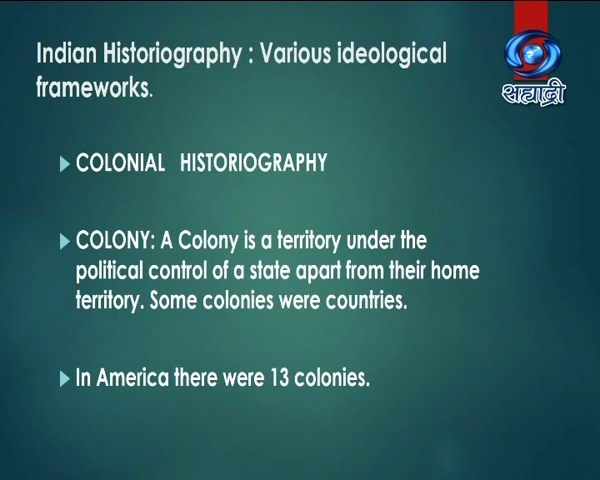 Indian Historiography : Various ideological
frameworks.
सह्याद्री
COLONIAL HISTORIOGRAPHY
COLONY: A Colony is a territory under the
political control of a state apart from their home
territory. Some colonies were countries.
In America there were 13 colonies.